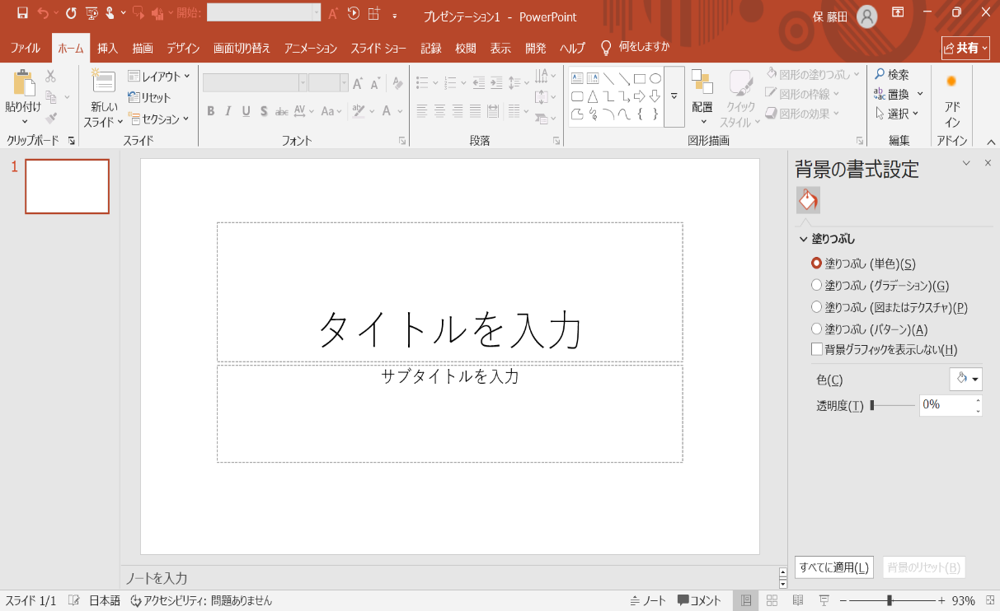 開始:
プレゼンテーション1 - PowerPoint
保 藤田
ファイル ホーム 挿入 描画 デザイン 画面切り替え アニメーション スライド ショー 記録 校閲 表示 開発 ヘルプ 何をしますか 共有
貼り付け
新しい
スライド
レイアウト
リセット
セクション
B I U S abc AV Aa A
クイック
スタイル
配置
図形の塗りつぶし
図形の枠線
図形の効果
検索
置換
選択
アド
イン
クリップボード スライド フォント 段落 図形描画 編集 アドイン
1
タイトルを入力
サブタイトルを入力
背景の書式設定
塗りつぶし
塗りつぶし (単色)(S)
塗りつぶし (グラデーション)(G)
塗りつぶし (図またはテクスチャ)(P)
塗りつぶし (パターン)(A)
背景グラフィックを表示しない(H)
色(C)
透明度(T) 0%
すべてに適用(L) 背景のリセット(B)
ノートを入力
スライド 1/1 日本語 アクセシビリティ: 問題ありません ノート コメント 93%